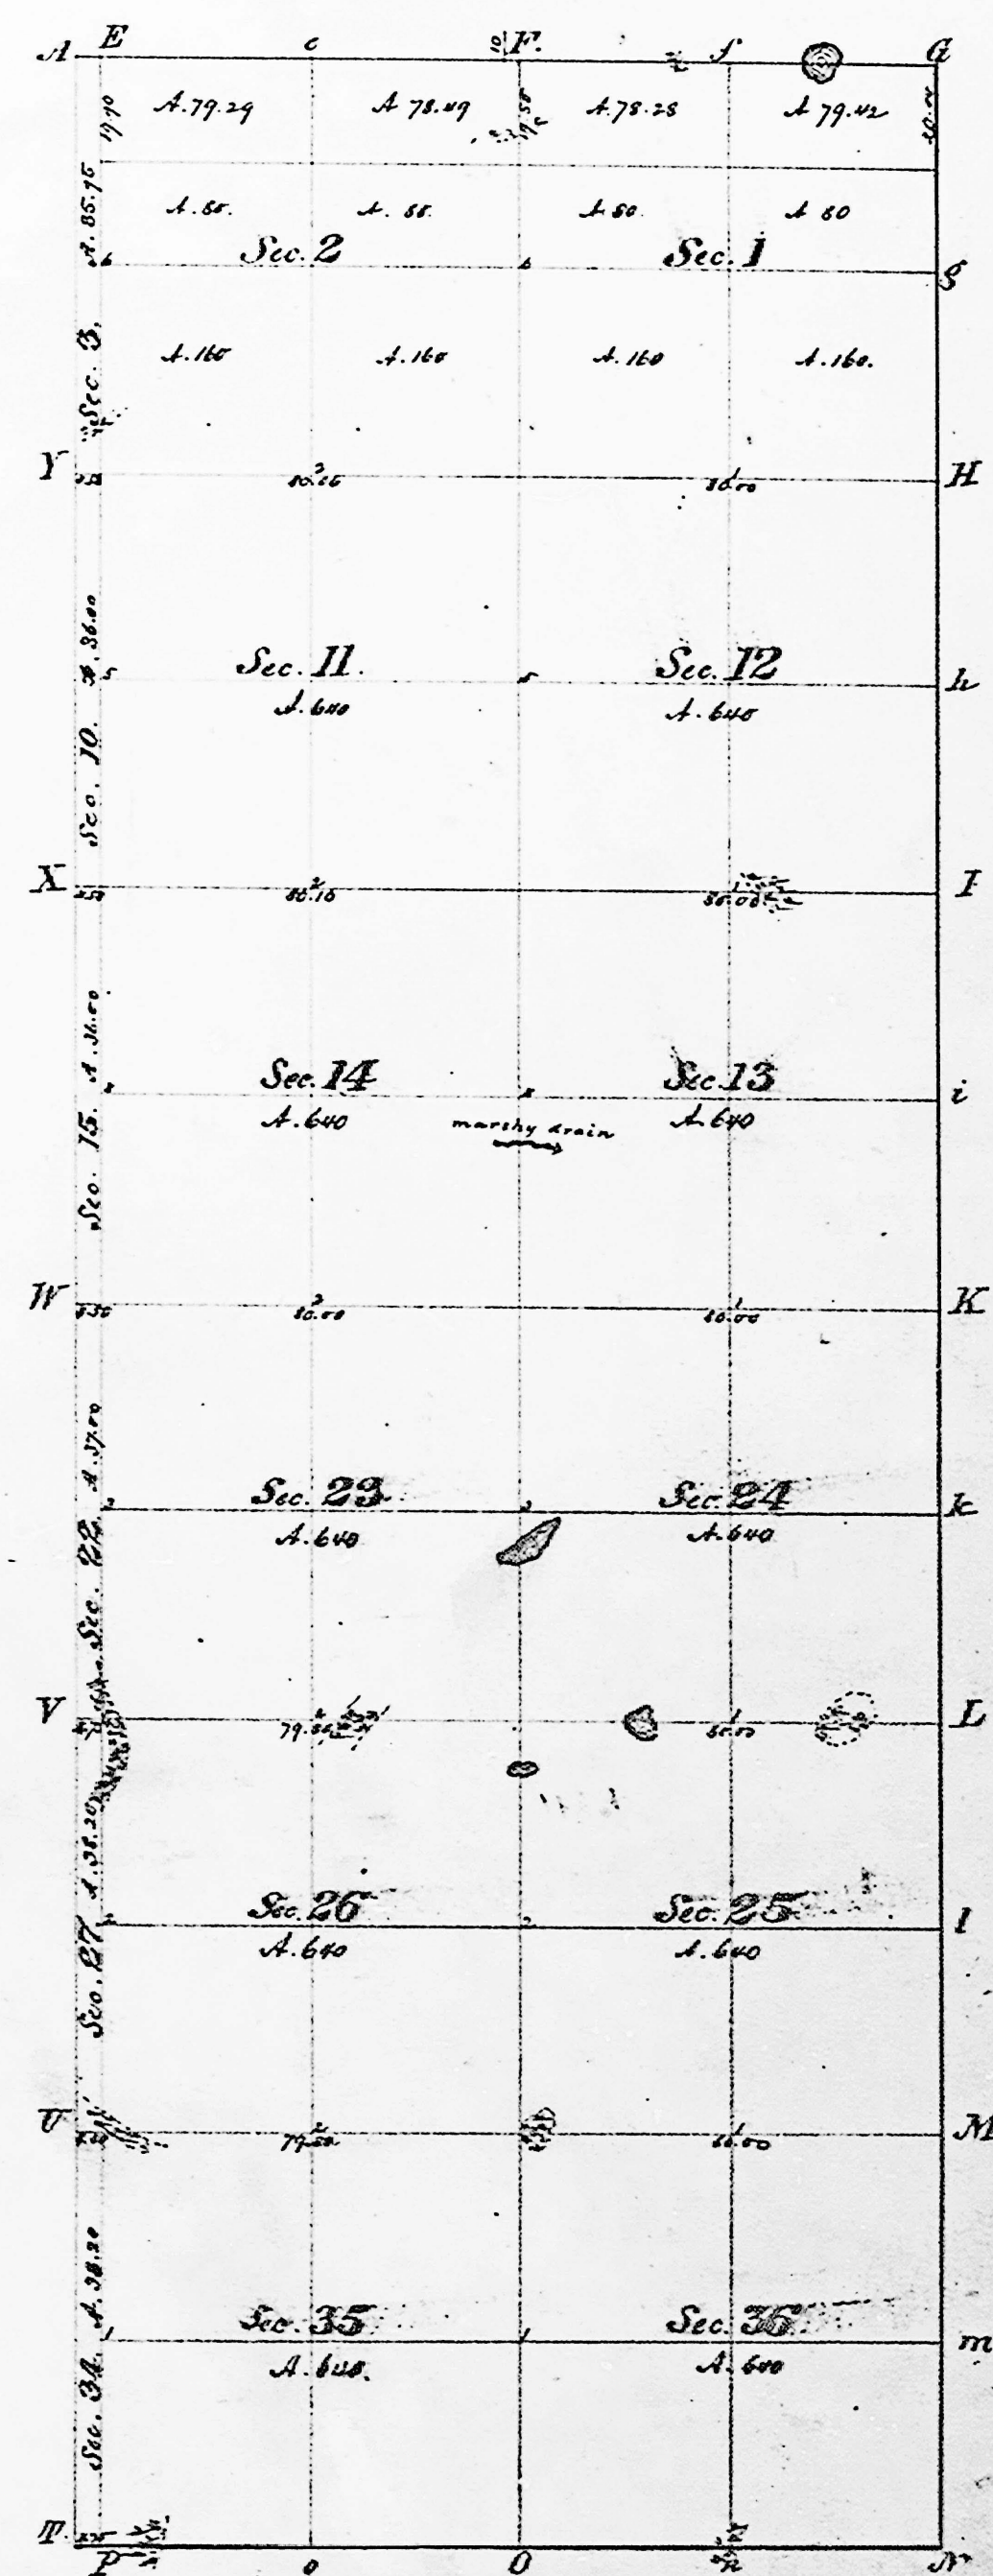 A E c F. f G
19.90 A.79.29 A 78.49 A.78.28 A 79.42
A. 85.75
A.80. A. 80. A 80. A 80
b Sec. 2 b Sec. 1 g
Sec. 3.
A.160 A.160 A.160 A.160.
Y 80.00 H
A. 36.00
5 Sec. 11. 5 Sec. 12 h
A.640 A.640
Sec. 10.
X 80.10 80.00 I
A. 36.00
Sec. 14 Sec. 13 i
A.640 marshy drain A.640
Sec. 15.
W 80.00 80.00 K
A. 37.00
Sec. 23 Sec. 24 k
A.640 A.640
Sec. 22
V 80.00 L
A. 38.20
Sec. 26 Sec. 25 l
A.640 A.640
Sec. 27
U M
A. 38.20
Sec. 35 Sec. 36 m
A.640. A.640
Sec. 34.
T. P o O n N